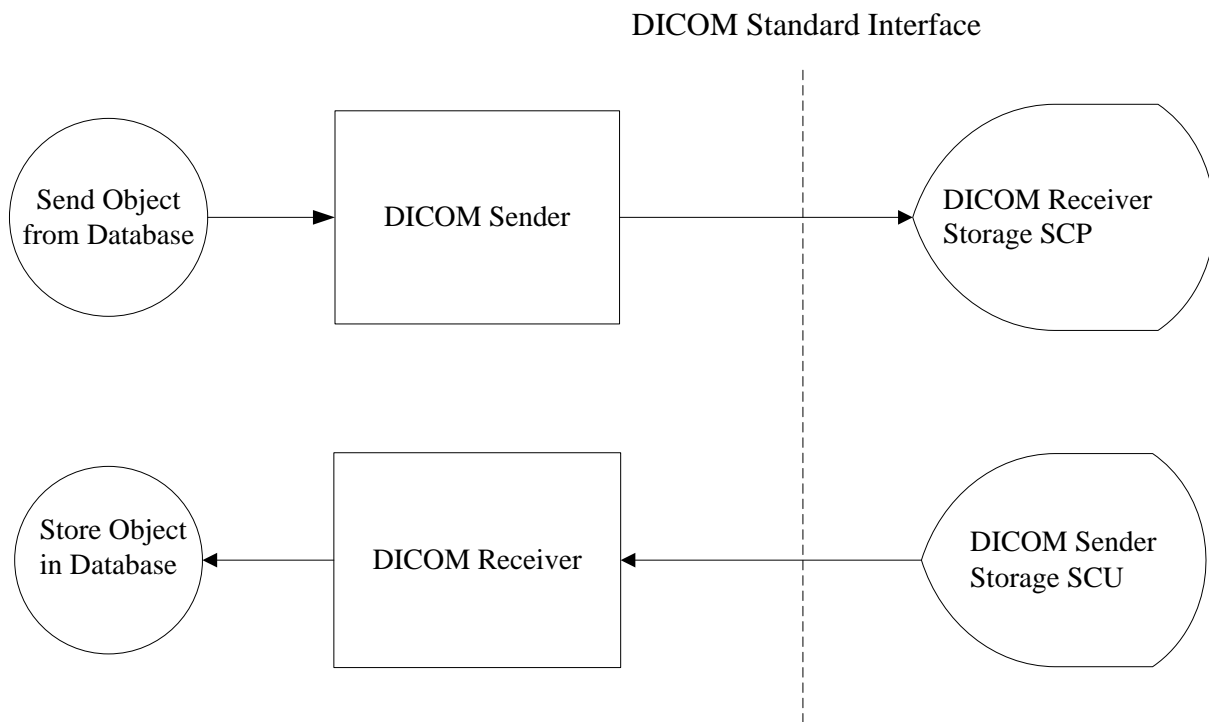 DICOM Standard Interface
Send Object
from Database
DICOM Sender
DICOM Receiver
Storage SCP
Store Object
in Database
DICOM Receiver
DICOM Sender
Storage SCU